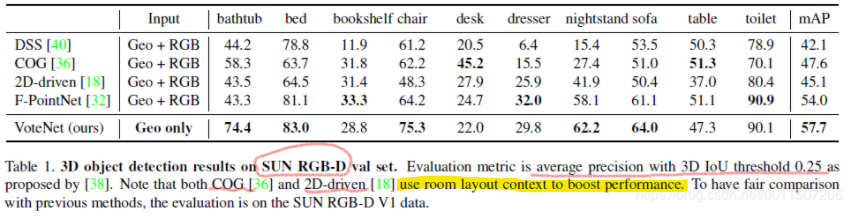 Input bathtub bed bookshelf chair desk dresser nightstand sofa table toilet mAP
DSS [40] Geo + RGB 44.2 78.8 11.9 61.2 20.5 6.4 15.4 53.5 50.3 78.9 42.1
COG [36] Geo + RGB 58.3 63.7 31.8 62.2 45.2 15.5 27.4 51.0 51.3 70.1 47.6
2D-driven [18] Geo + RGB 43.5 64.5 31.4 48.3 27.9 25.9 41.9 50.4 37.0 80.4 45.1
F-PointNet [32] Geo + RGB 43.3 81.1 33.3 64.2 24.7 32.0 58.1 61.1 51.1 90.9 54.0
VoteNet (ours) Geo only 74.4 83.0 28.8 75.3 22.0 29.8 62.2 64.0 47.3 90.1 57.7
Table 1. 3D object detection results on SUN RGB-D val set. Evaluation metric is average precision with 3D IoU threshold 0.25 as
proposed by [38]. Note that both COG [36] and 2D-driven [18] use room layout context to boost performance. To have fair comparison
with previous methods, the evaluation is on the SUN RGB-D V1 data.